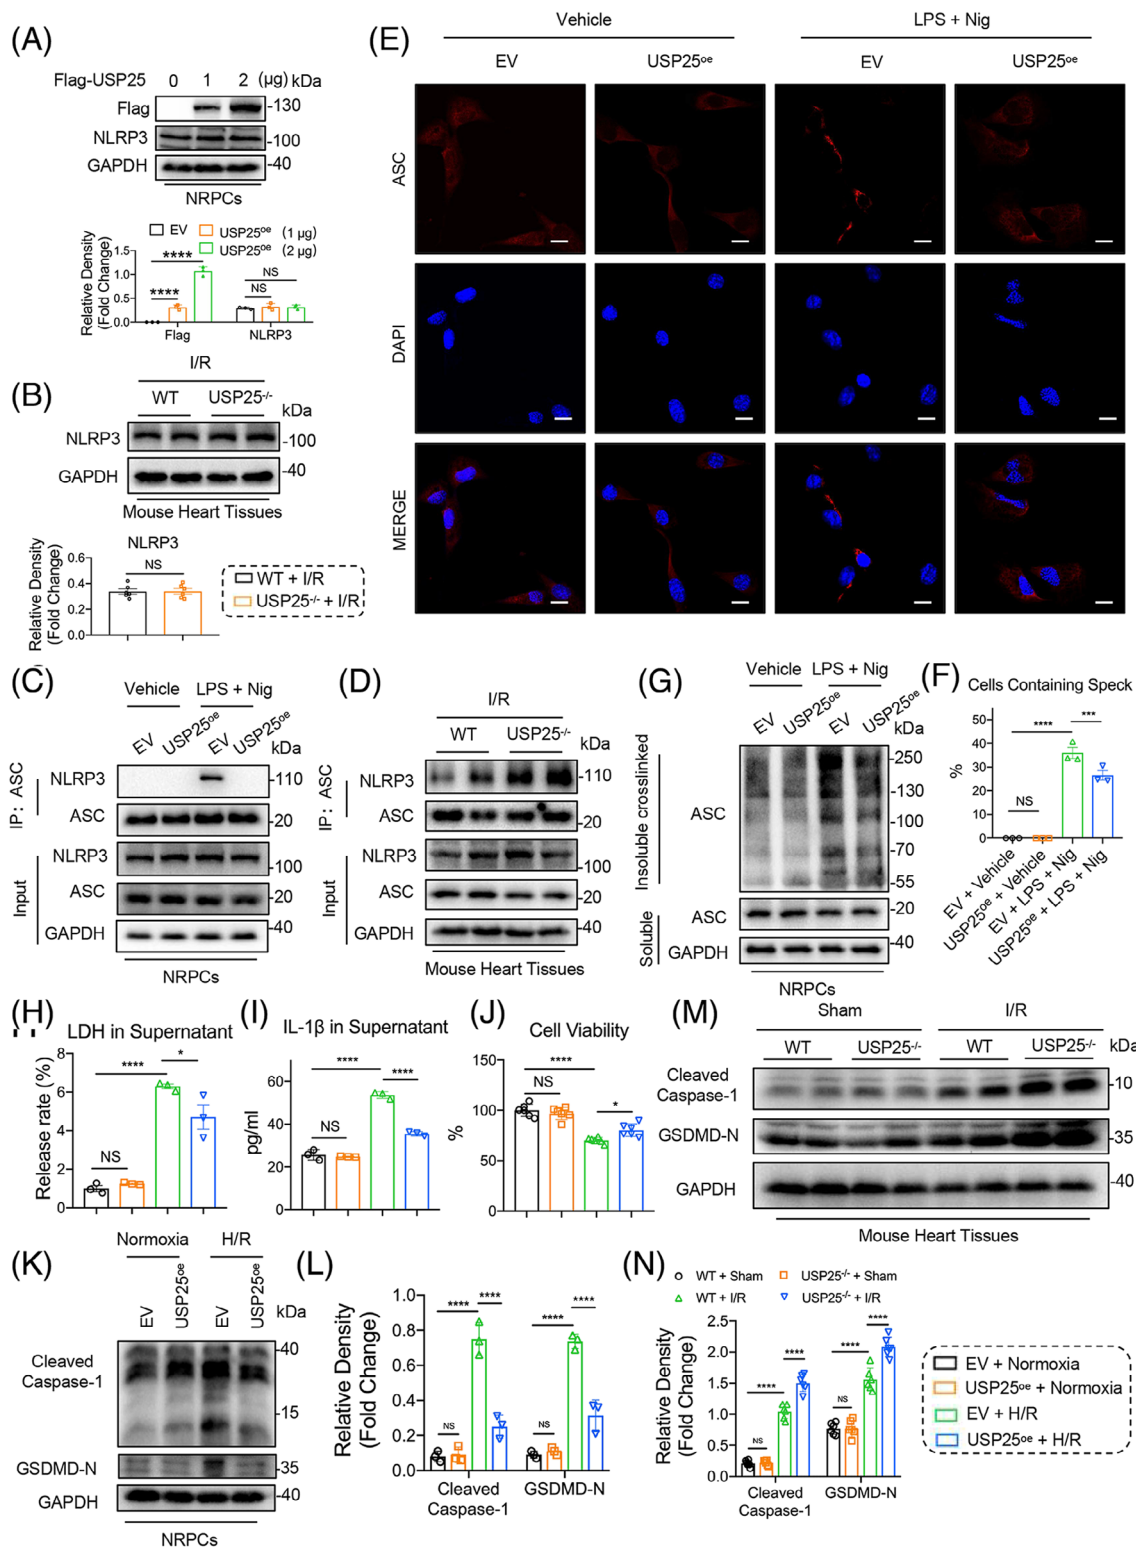 (A)
Flag-USP25 0 1 2 (μg) kDa
Flag -130
NLRP3 -100
GAPDH -40
NRPCs
EV USP25oe (1 μg)
USP25oe (2 μg)
Relative Density
(Fold Change)
1.5
1.0
0.5
0.0
****
****
NS
NS
Flag NLRP3
(B)
I/R
WT USP25-/-
kDa
NLRP3 -100
GAPDH -40
Mouse Heart Tissues
NLRP3
Relative Density
(Fold Change)
0.6
0.4
0.2
0.0
NS
WT + I/R
USP25-/- + I/R
(E)
Vehicle LPS + Nig
EV USP25oe EV USP25oe
ASC
DAPI
MERGE
(C)
Vehicle LPS + Nig
EV USP25oe EV USP25oe
kDa
IP: ASC
NLRP3 -110
ASC -20
Input
NLRP3 -100
ASC -20
GAPDH -40
NRPCs
(D)
I/R
WT USP25-/-
kDa
IP: ASC
NLRP3 -110
ASC -20
Input
NLRP3 -100
ASC -20
GAPDH -40
Mouse Heart Tissues
(G)
Vehicle LPS + Nig
EV USP25oe EV USP25oe
kDa
Insoluble crosslinked
ASC
-250
-130
-100
-70
-55
Soluble
ASC -20
GAPDH -40
NRPCs
(F)
Cells Containing Speck
%
50
40
30
20
10
0
NS
****
***
EV + Vehicle
USP25oe + Vehicle
EV + LPS + Nig
USP25oe + LPS + Nig
(H)
LDH in Supernatant
Release rate (%)
8
6
4
2
0
NS
****
*
(I)
IL-1β in Supernatant
pg/ml
60
40
20
0
NS
****
****
(J)
Cell Viability
%
150
100
50
0
****
NS
*
(M)
Sham I/R
WT USP25-/- WT USP25-/-
kDa
Cleaved
Caspase-1
-10
GSDMD-N -35
GAPDH -40
Mouse Heart Tissues
(K)
Normoxia H/R
EV USP25oe EV USP25oe
kDa
Cleaved
Caspase-1
-40
-15
GSDMD-N -35
GAPDH -40
NRPCs
(L)
Relative Density
(Fold Change)
1.0
0.8
0.6
0.4
0.2
0.0
NS
****
****
NS
****
****
Cleaved
Caspase-1
GSDMD-N
(N)
WT + Sham USP25-/- + Sham
WT + I/R USP25-/- + I/R
Relative Density
(Fold Change)
2.5
2.0
1.5
1.0
0.5
0.0
NS
****
****
NS
****
****
Cleaved
Caspase-1
GSDMD-N
EV + Normoxia
USP25oe + Normoxia
EV + H/R
USP25oe + H/R